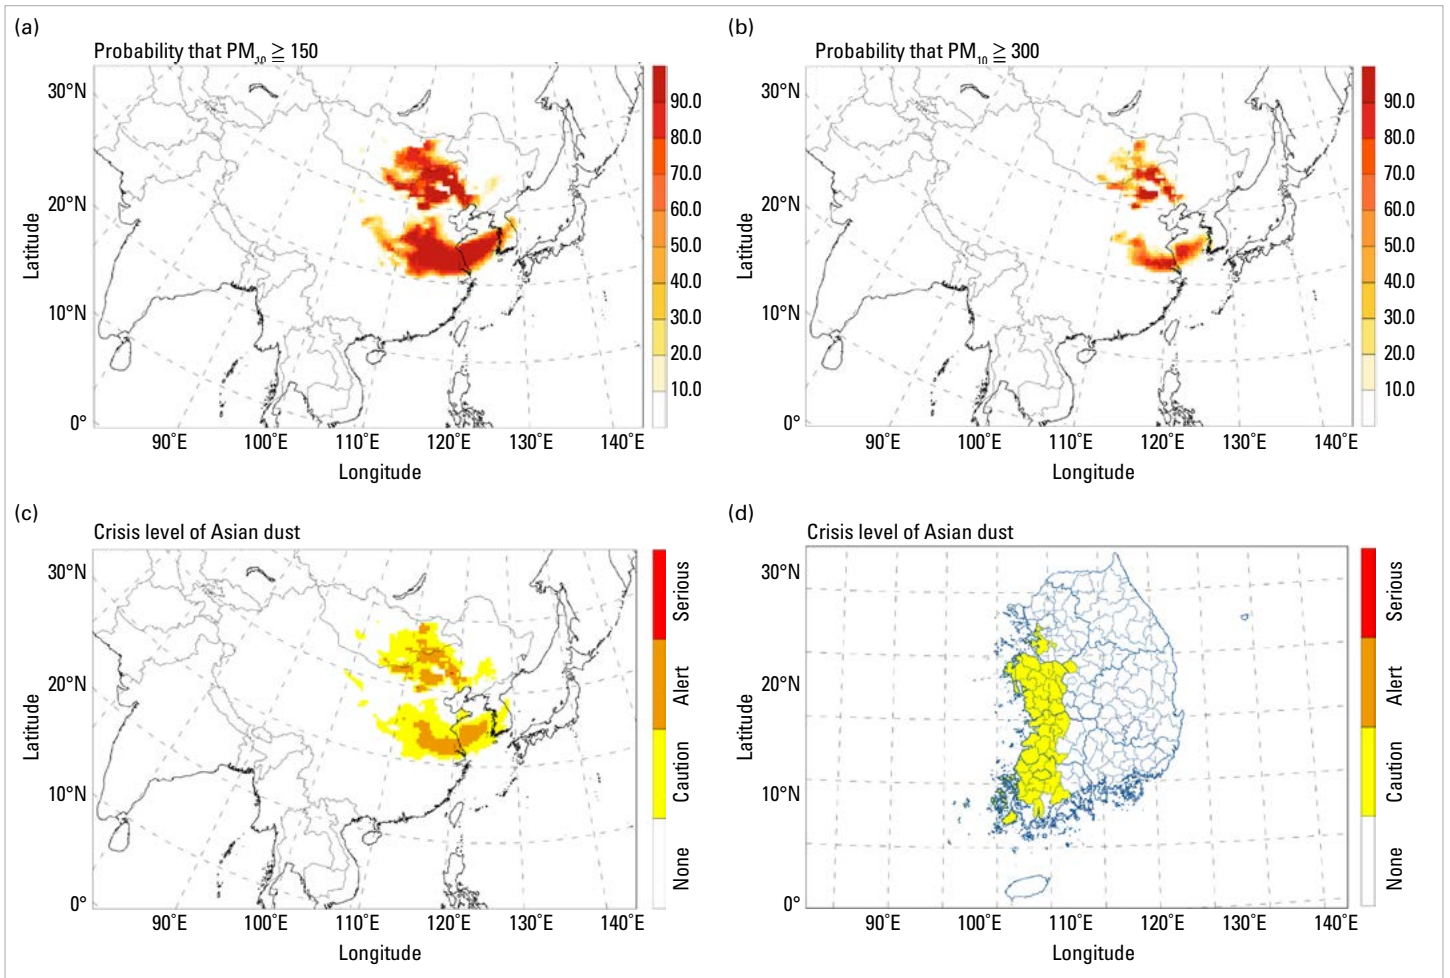 (a)
Probability that PM₁₀ ≧ 150
30°N
20°N
10°N
0°
Latitude
90°E 100°E 110°E 120°E 130°E 140°E
Longitude
90.0
80.0
70.0
60.0
50.0
40.0
30.0
20.0
10.0
(b)
Probability that PM₁₀ ≧ 300
30°N
20°N
10°N
0°
Latitude
90°E 100°E 110°E 120°E 130°E 140°E
Longitude
90.0
80.0
70.0
60.0
50.0
40.0
30.0
20.0
10.0
(c)
Crisis level of Asian dust
30°N
20°N
10°N
0°
Latitude
90°E 100°E 110°E 120°E 130°E 140°E
Longitude
Serious
Alert
Caution
None
(d)
Crisis level of Asian dust
30°N
20°N
10°N
0°
Latitude
90°E 100°E 110°E 120°E 130°E 140°E
Longitude
Serious
Alert
Caution
None